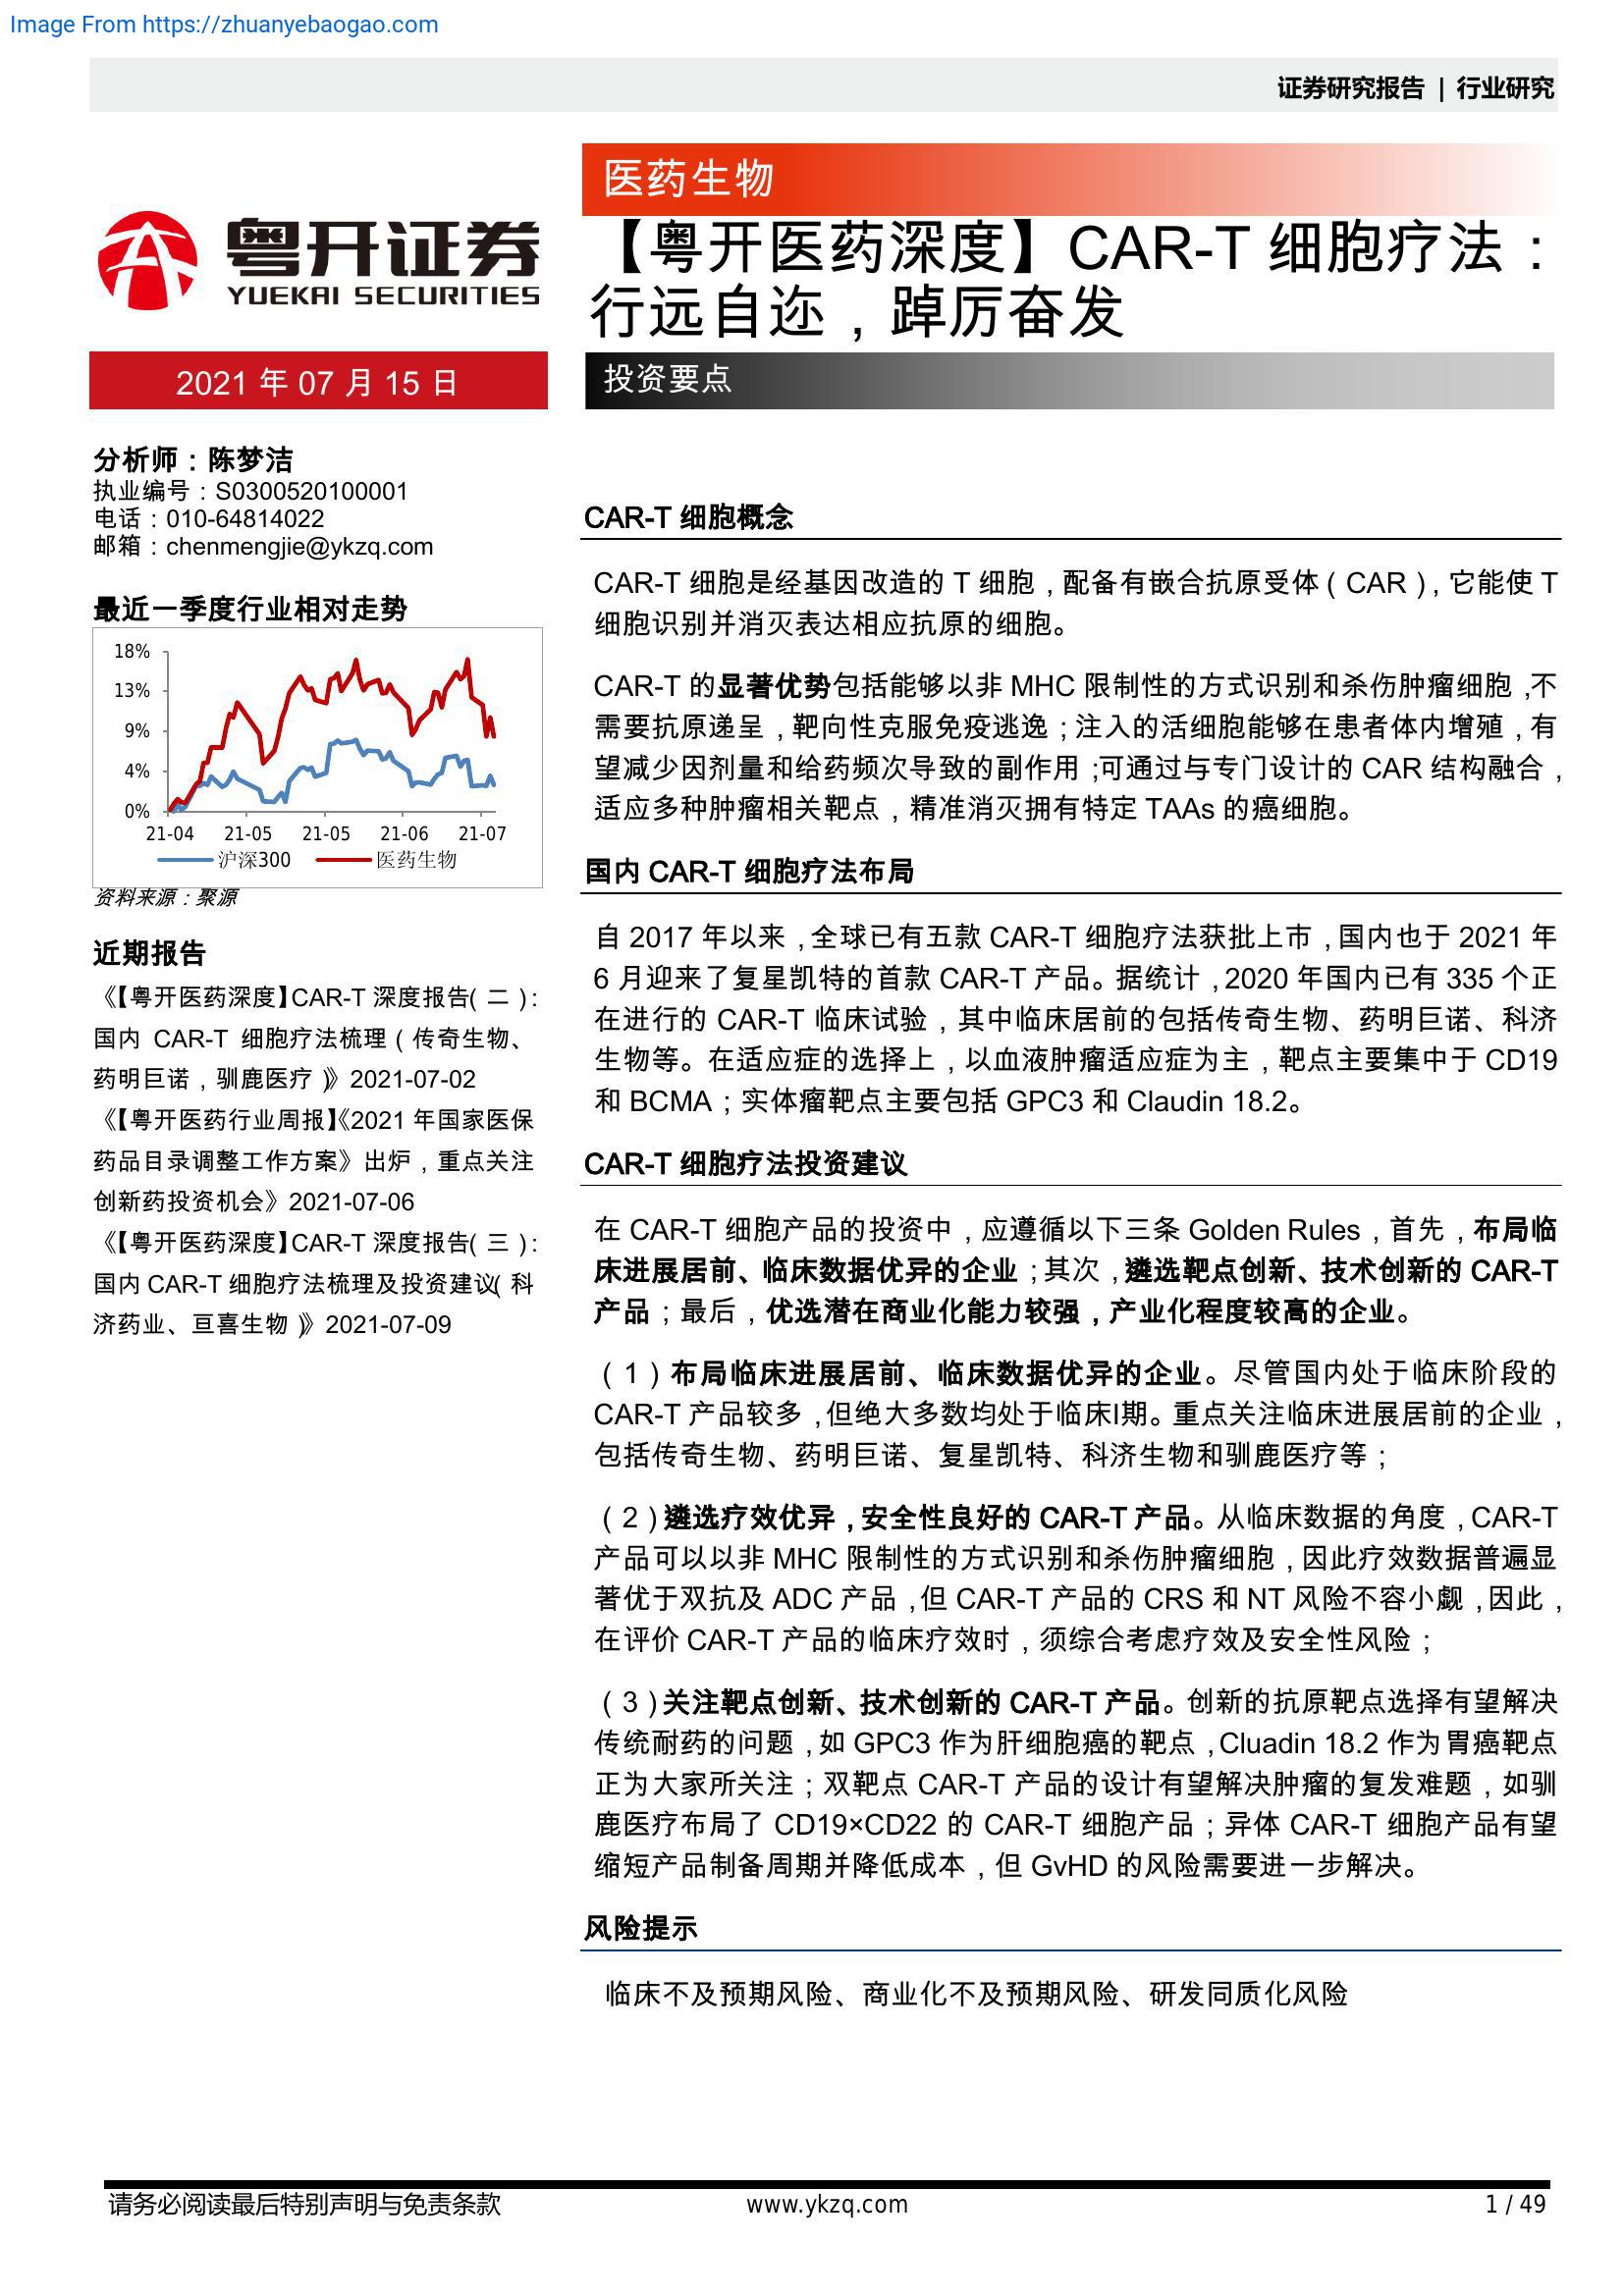 Image From https://zhuanyebaogao.com
证券研究报告 | 行业研究
粤开证券
YUEKAI SECURITIES
2021 年 07 月 15 日
分析师：陈梦洁
执业编号：S0300520100001
电话：010-64814022
邮箱：chenmengjie@ykzq.com
最近一季度行业相对走势
18%
13%
9%
4%
0%
21-04 21-05 21-05 21-06 21-07
沪深300 医药生物
资料来源：聚源
近期报告
《【粤开医药深度】CAR-T 深度报告（二）：
国内 CAR-T 细胞疗法梳理（传奇生物、
药明巨诺，驯鹿医疗）》2021-07-02
《【粤开医药行业周报】《2021 年国家医保
药品目录调整工作方案》出炉，重点关注
创新药投资机会》2021-07-06
《【粤开医药深度】CAR-T 深度报告（三）：
国内 CAR-T 细胞疗法梳理及投资建议（科
济药业、亘喜生物）》2021-07-09
医药生物
【粤开医药深度】CAR-T 细胞疗法：
行远自迩，踔厉奋发
投资要点
CAR-T 细胞概念
CAR-T 细胞是经基因改造的 T 细胞，配备有嵌合抗原受体（CAR），它能使 T
细胞识别并消灭表达相应抗原的细胞。
CAR-T 的显著优势包括能够以非 MHC 限制性的方式识别和杀伤肿瘤细胞，不
需要抗原递呈，靶向性克服免疫逃逸；注入的活细胞能够在患者体内增殖，有
望减少因剂量和给药频次导致的副作用；可通过与专门设计的 CAR 结构融合，
适应多种肿瘤相关靶点，精准消灭拥有特定 TAAs 的癌细胞。
国内 CAR-T 细胞疗法布局
自 2017 年以来，全球已有五款 CAR-T 细胞疗法获批上市，国内也于 2021 年
6 月迎来了复星凯特的首款 CAR-T 产品。据统计，2020 年国内已有 335 个正
在进行的 CAR-T 临床试验，其中临床居前的包括传奇生物、药明巨诺、科济
生物等。在适应症的选择上，以血液肿瘤适应症为主，靶点主要集中于 CD19
和 BCMA；实体瘤靶点主要包括 GPC3 和 Claudin 18.2。
CAR-T 细胞疗法投资建议
在 CAR-T 细胞产品的投资中，应遵循以下三条 Golden Rules，首先，布局临
床进展居前、临床数据优异的企业；其次，遴选靶点创新、技术创新的 CAR-T
产品；最后，优选潜在商业化能力较强，产业化程度较高的企业。
（1）布局临床进展居前、临床数据优异的企业。尽管国内处于临床阶段的
CAR-T 产品较多，但绝大多数均处于临床I期。重点关注临床进展居前的企业，
包括传奇生物、药明巨诺、复星凯特、科济生物和驯鹿医疗等；
（2）遴选疗效优异，安全性良好的 CAR-T 产品。从临床数据的角度，CAR-T
产品可以以非 MHC 限制性的方式识别和杀伤肿瘤细胞，因此疗效数据普遍显
著优于双抗及 ADC 产品，但 CAR-T 产品的 CRS 和 NT 风险不容小觑，因此，
在评价 CAR-T 产品的临床疗效时，须综合考虑疗效及安全性风险；
（3）关注靶点创新、技术创新的 CAR-T 产品。创新的抗原靶点选择有望解决
传统耐药的问题，如 GPC3 作为肝细胞癌的靶点，Cluadin 18.2 作为胃癌靶点
正为大家所关注；双靶点 CAR-T 产品的设计有望解决肿瘤的复发难题，如驯
鹿医疗布局了 CD19×CD22 的 CAR-T 细胞产品；异体 CAR-T 细胞产品有望
缩短产品制备周期并降低成本，但 GvHD 的风险需要进一步解决。
风险提示
临床不及预期风险、商业化不及预期风险、研发同质化风险
请务必阅读最后特别声明与免责条款 www.ykzq.com 1 / 49